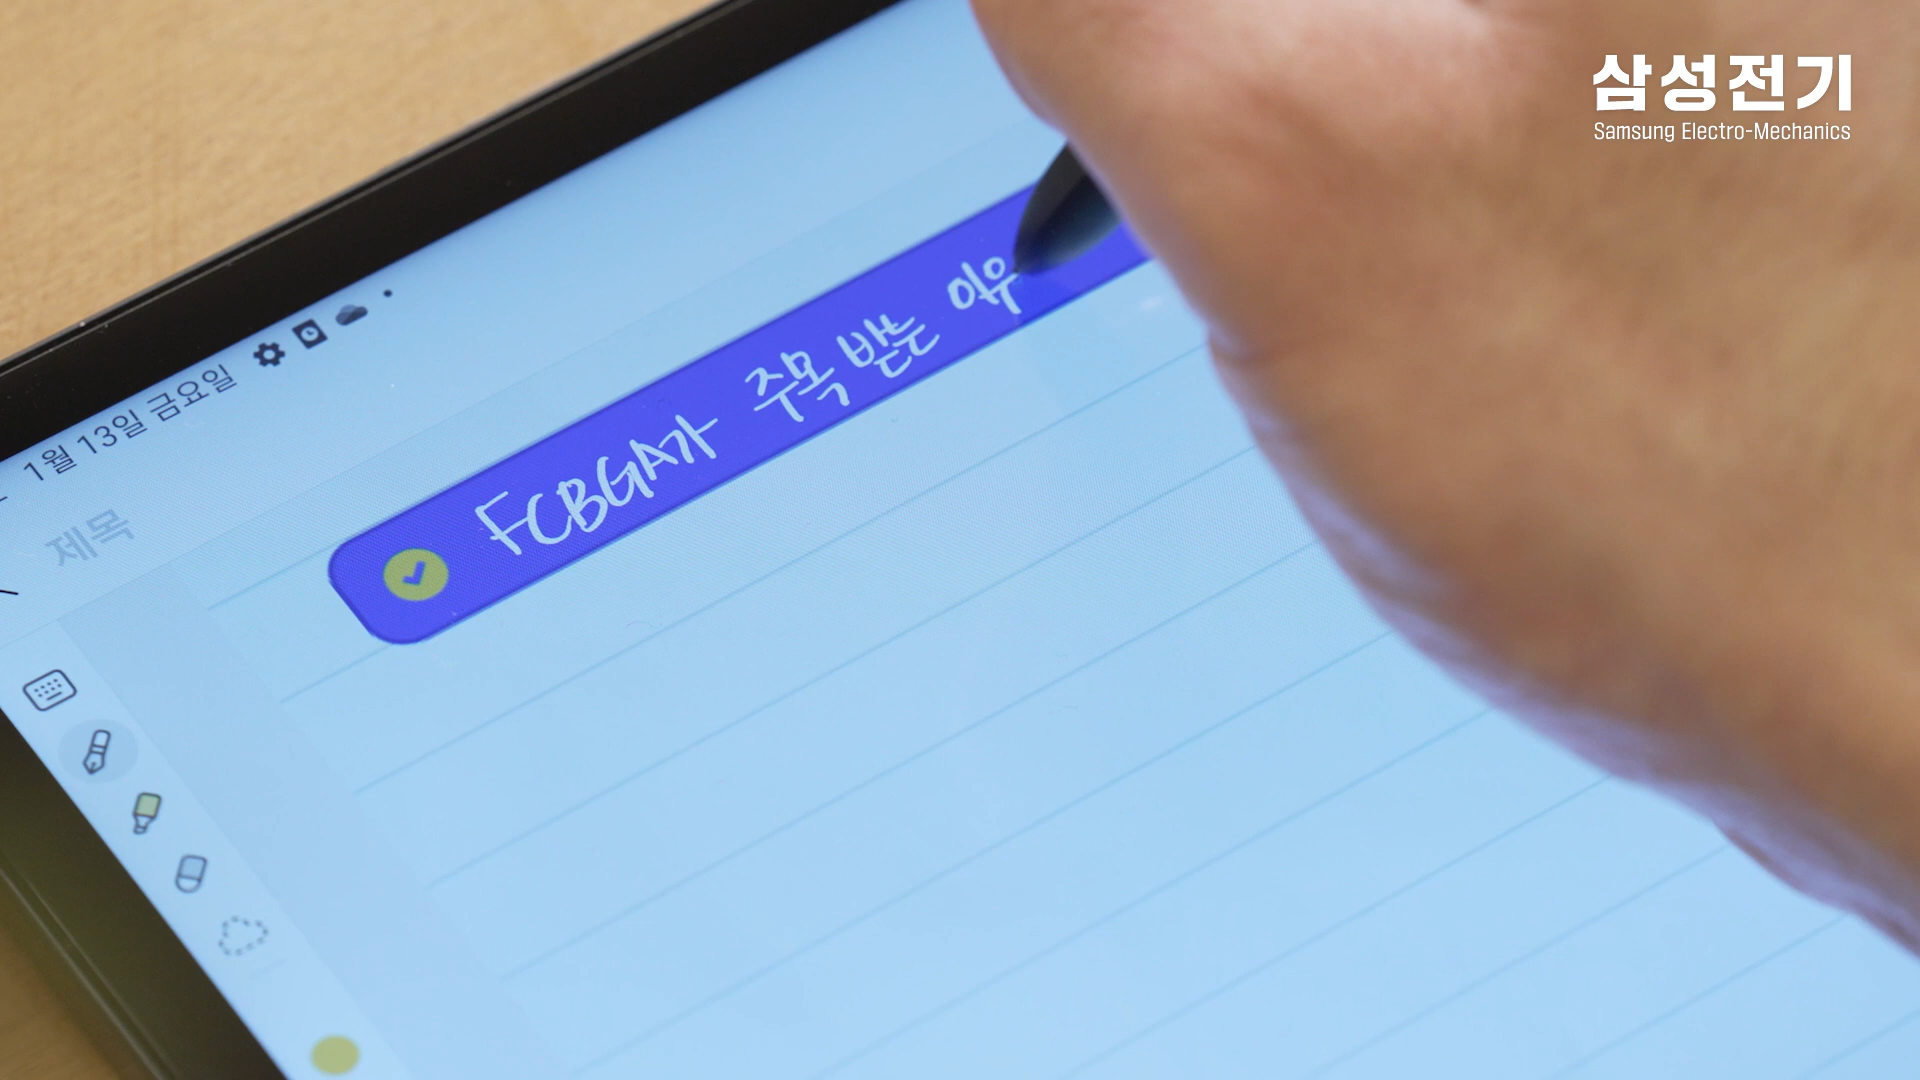 삼성전기
Samsung Electro-Mechanics
1월 13일 금요일
제목
FCBGA가 주목 받는 이유